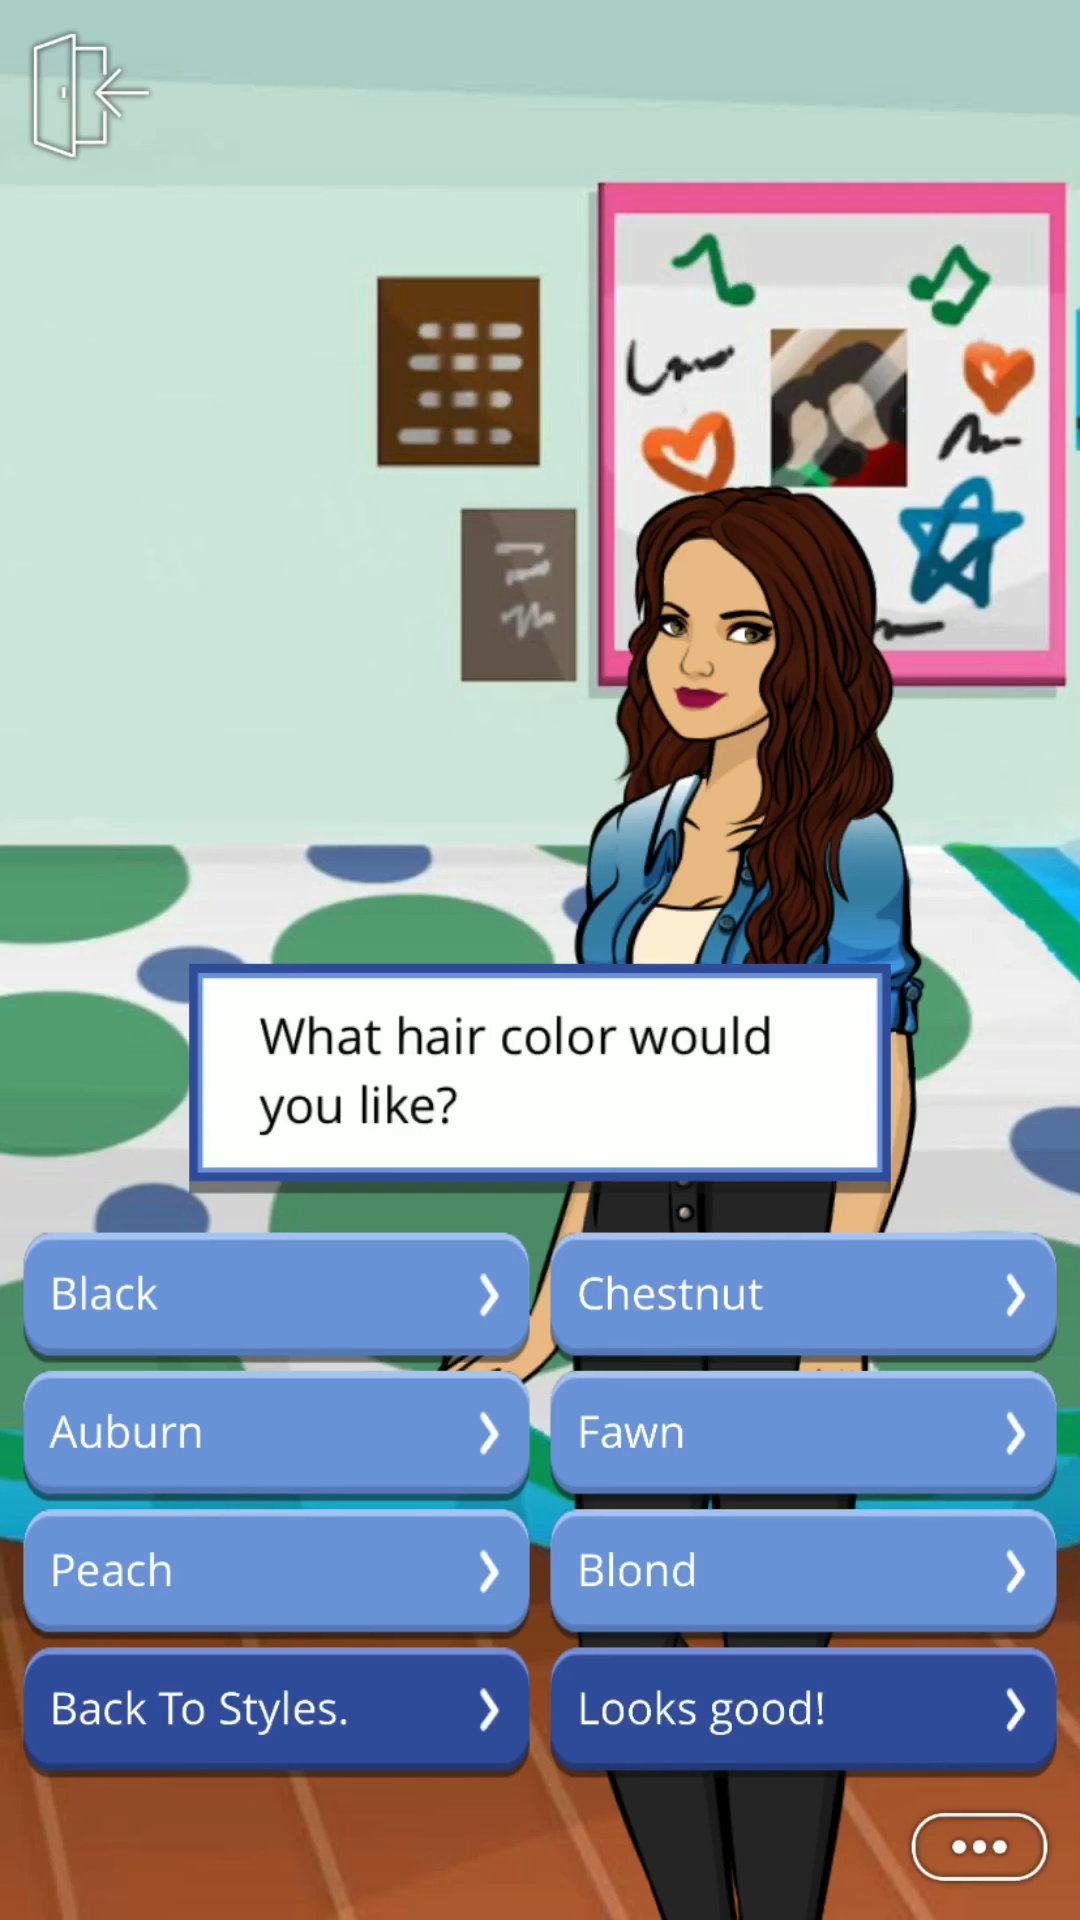 What hair color would
you like?
Black
Chestnut
Auburn
Fawn
Peach
Blond
Back To Styles.
Looks good!